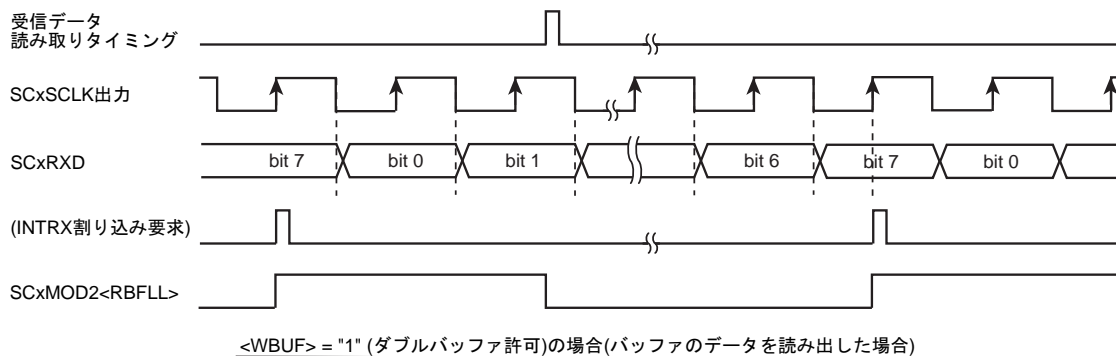 受信データ
読み取りタイミング
SCxSCLK出力
SCxRXD
bit 7 bit 0 bit 1 bit 6 bit 7 bit 0
(INTRX割り込み要求)
SCxMOD2<RBFLL>
<WBUF> = "1" (ダブルバッファ許可)の場合(バッファのデータを読み出した場合)